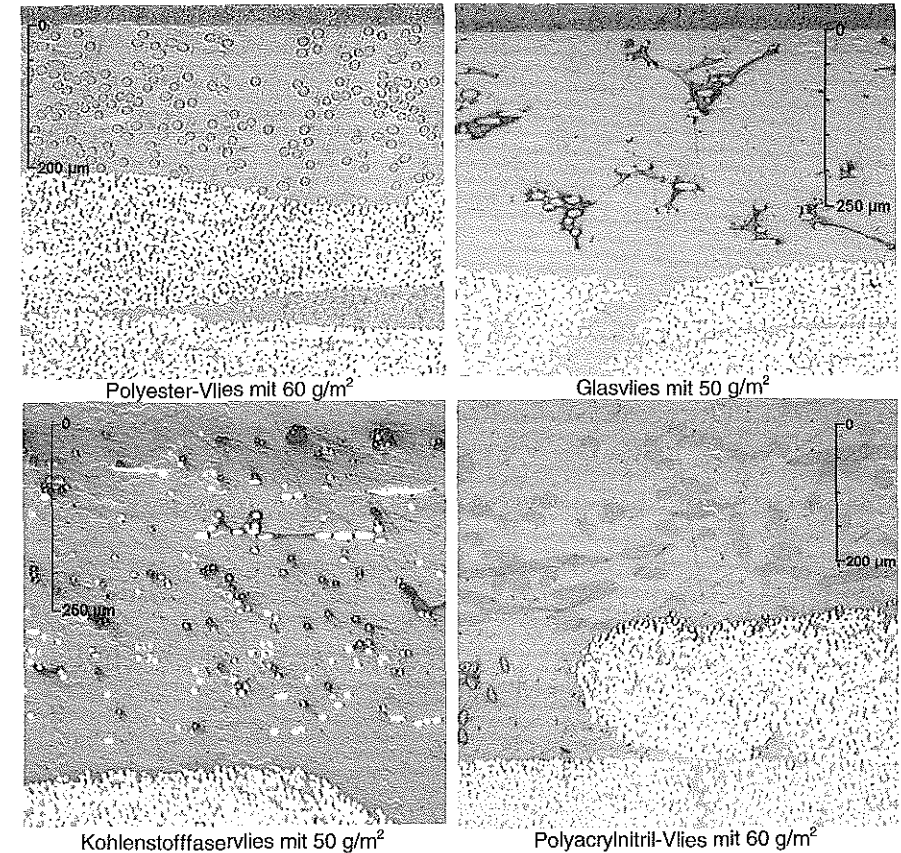 0
200 µm
0
250 µm
Polyester-Vlies mit 60 g/m²
Glasvlies mit 50 g/m²
0
250 µm
0
200 µm
Kohlenstofffaservlies mit 50 g/m²
Polyacrylnitril-Vlies mit 60 g/m²